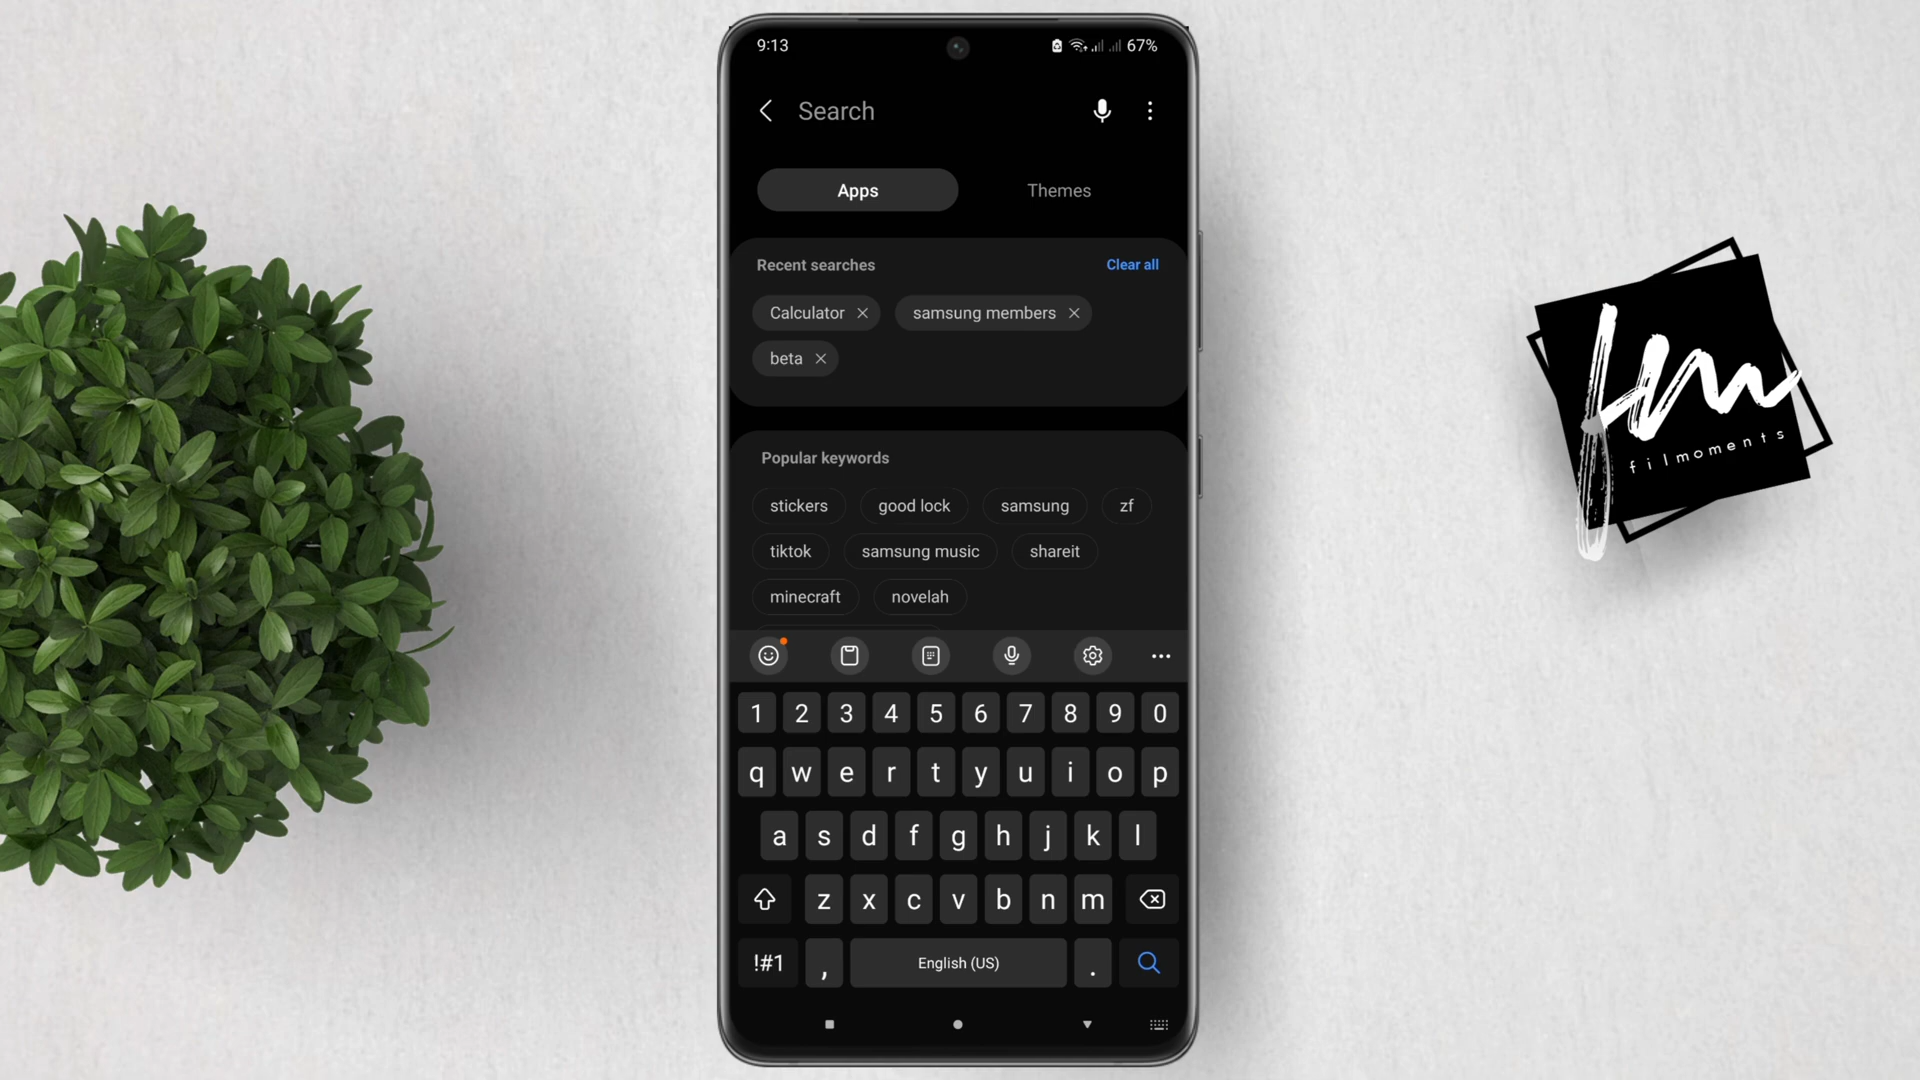 9:13
67%
Search
Apps Themes
Recent searches Clear all
Calculator samsung members
beta
Popular keywords
stickers good lock samsung zf
tiktok samsung music shareit
minecraft novelah
1 2 3 4 5 6 7 8 9 0
q w e r t y u i o p
a s d f g h j k l
z x c v b n m
!#1 , English (US) .
fm
filmoments